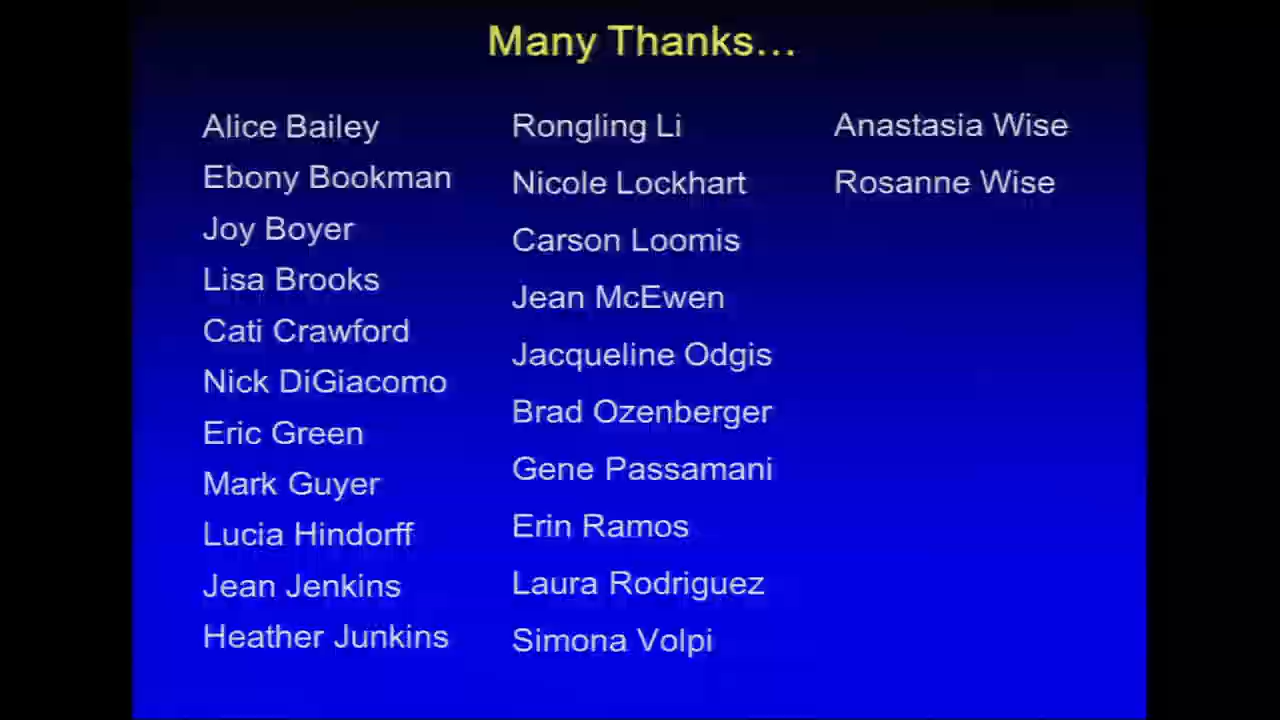 Many Thanks...
Alice Bailey
Ebony Bookman
Joy Boyer
Lisa Brooks
Cati Crawford
Nick DiGiacomo
Eric Green
Mark Guyer
Lucia Hindorff
Jean Jenkins
Heather Junkins
Rongling Li
Nicole Lockhart
Carson Loomis
Jean McEwen
Jacqueline Odgis
Brad Ozenberger
Gene Passamani
Erin Ramos
Laura Rodriguez
Simona Volpi
Anastasia Wise
Rosanne Wise